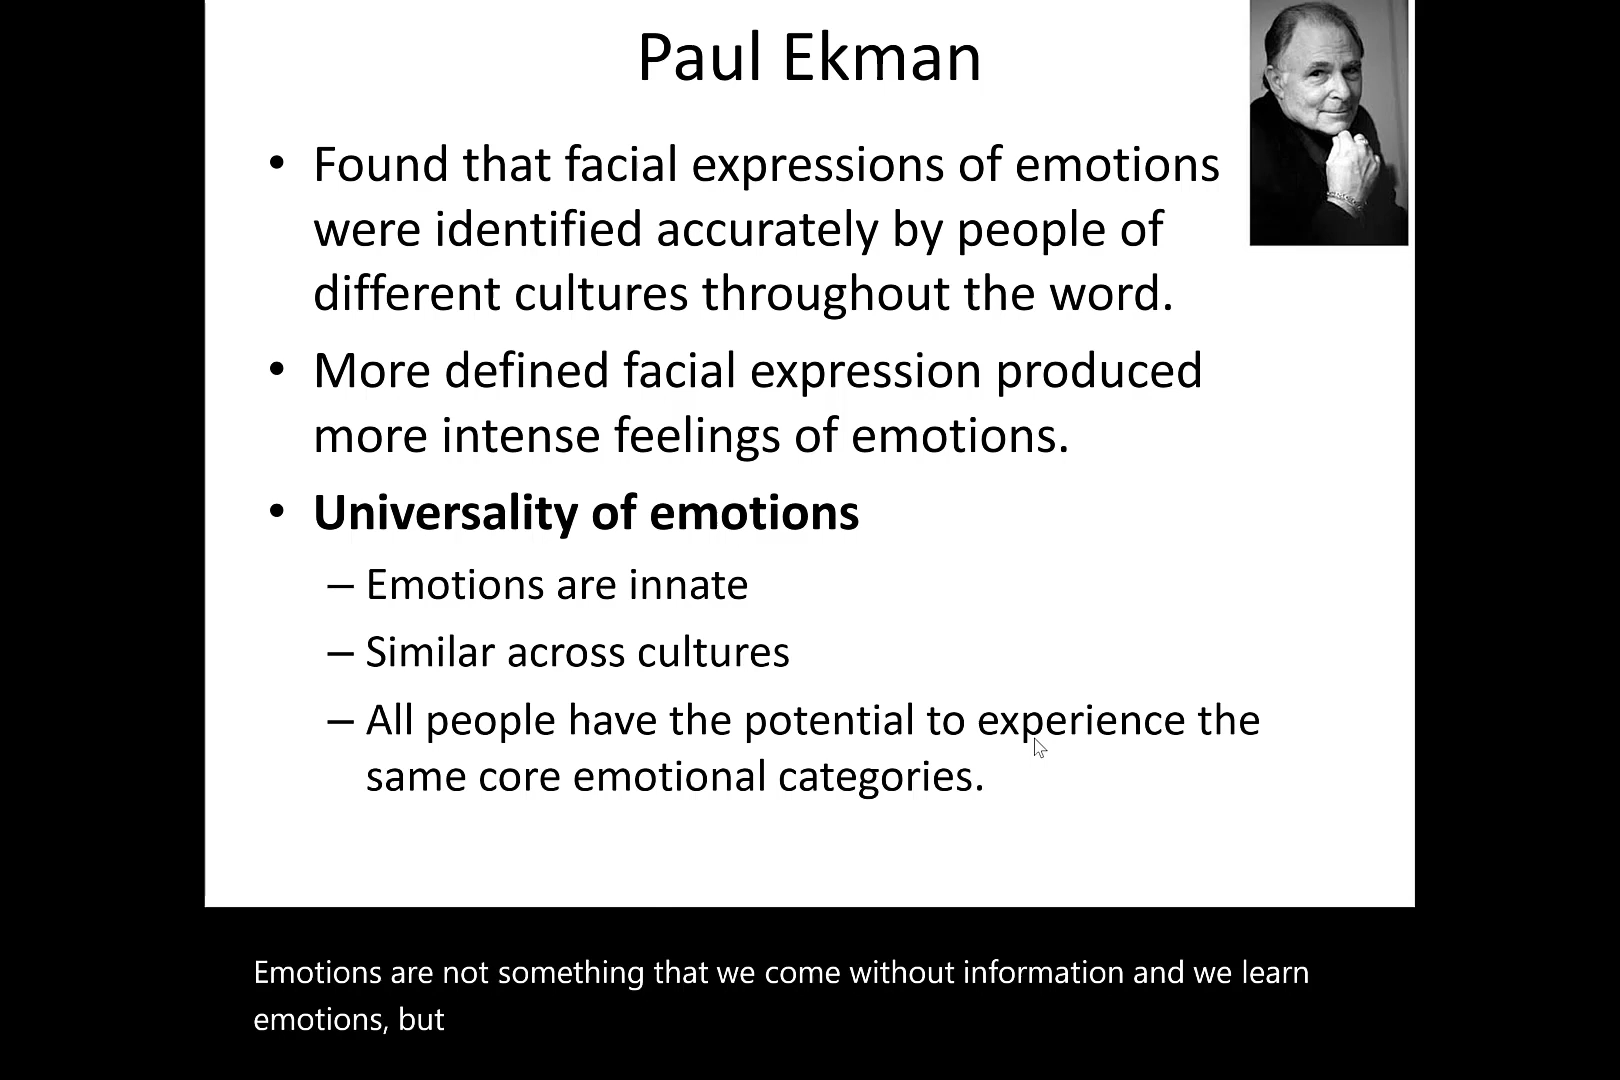 Paul Ekman
• Found that facial expressions of emotions
were identified accurately by people of
different cultures throughout the word.
• More defined facial expression produced
more intense feelings of emotions.
• Universality of emotions
– Emotions are innate
– Similar across cultures
– All people have the potential to experience the
same core emotional categories.
Emotions are not something that we come without information and we learn
emotions, but